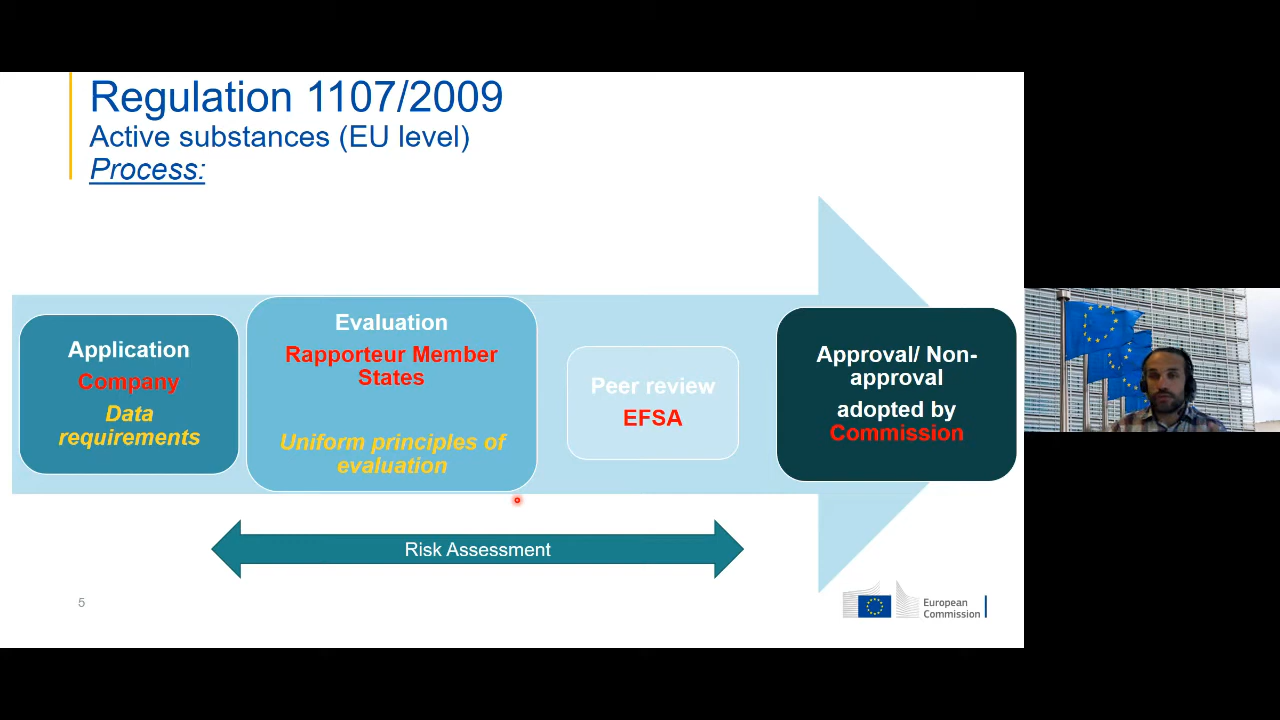 Regulation 1107/2009
Active substances (EU level)
Process:
Application
Company
Data
requirements
Evaluation
Rapporteur Member
States
Uniform principles of
evaluation
Peer review
EFSA
Approval/ Non-
approval
adopted by
Commission
Risk Assessment
5
European
Commission